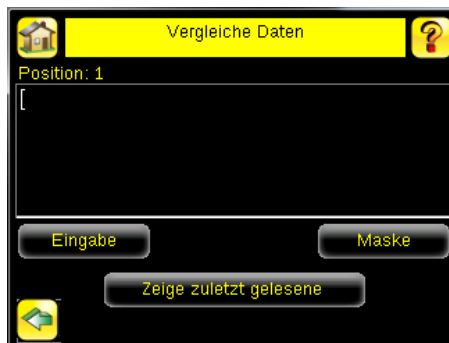 Vergleiche Daten
?
Position: 1
[
Eingabe
Maske
Zeige zuletzt gelesene